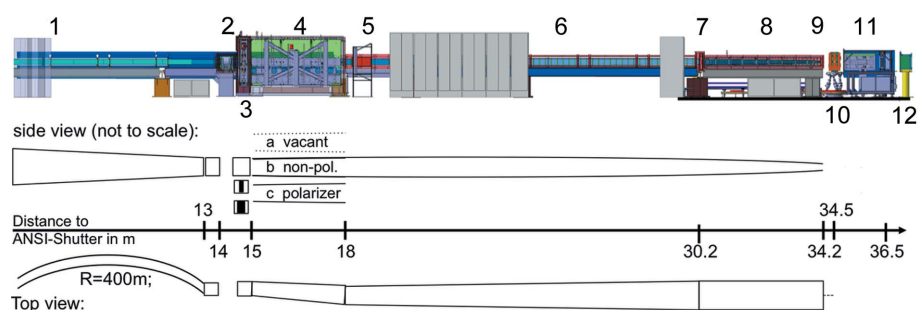 1 2 4 5 6 7 8 9 11
3 10 12
side view (not to scale):
a vacant
b non-pol.
c polarizer
13 34.5
Distance to
ANSI-Shutter in m
14 15 18 30.2 34.2 36.5
R=400m;
Top view: